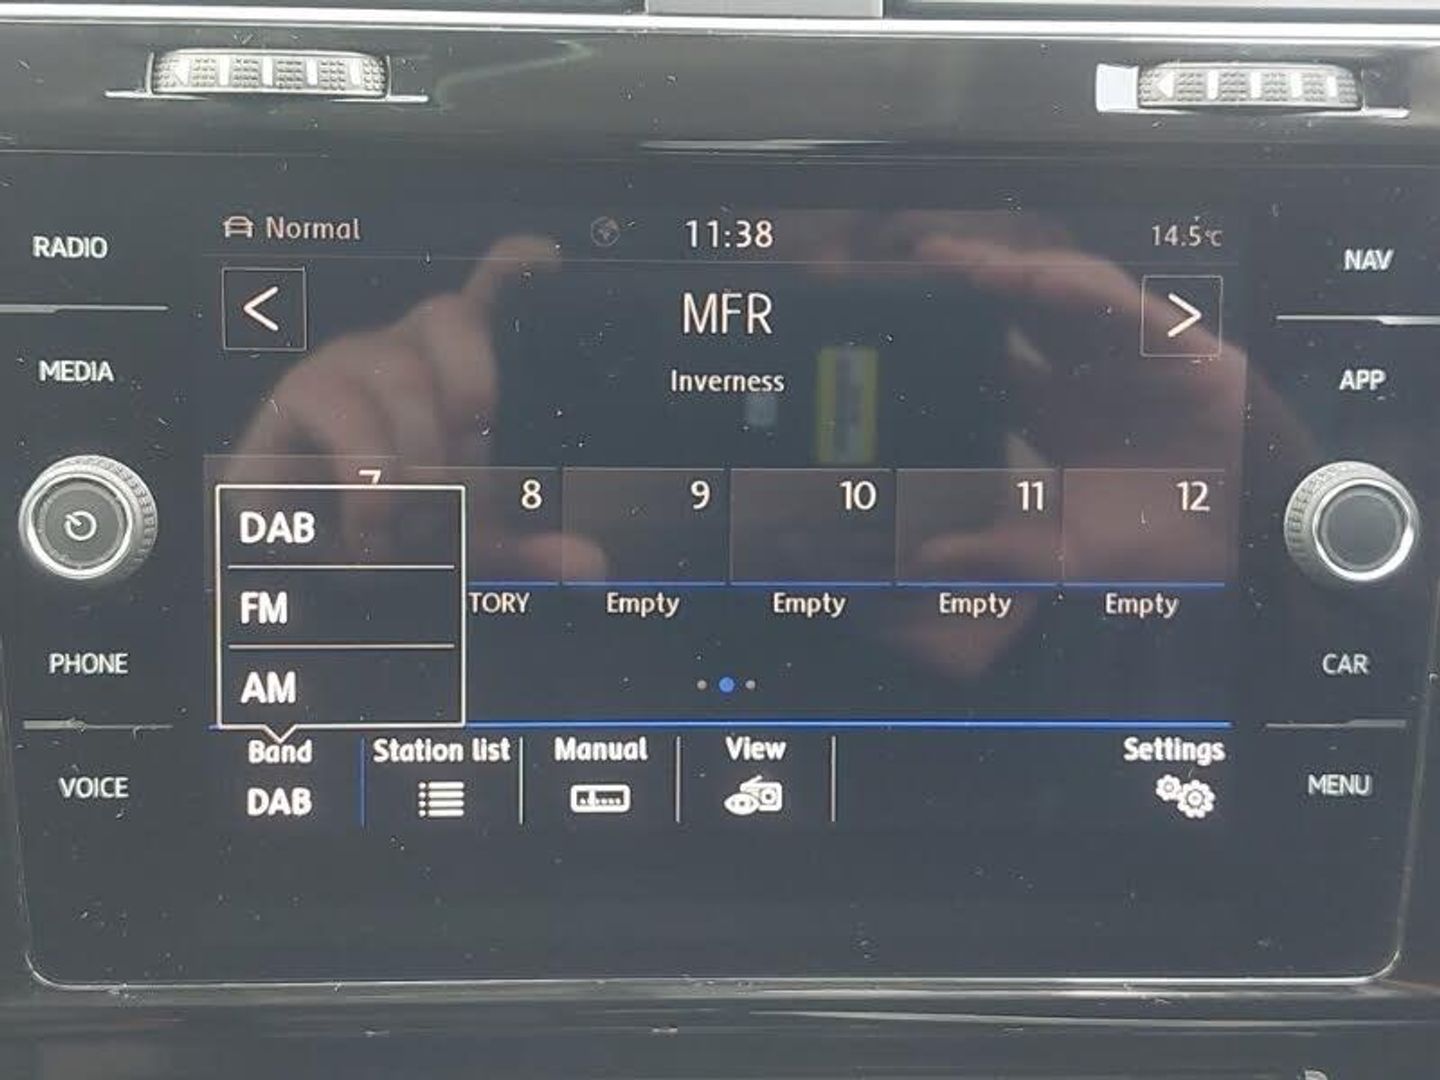 RADIO
MEDIA
PHONE
VOICE
Normal
11:38
14.5°C
<
MFR
>
Inverness
7
8
9
10
11
12
DAB
FM
AM
TORY
Empty
Empty
Empty
Empty
Band
DAB
Station list
Manual
View
Settings
NAV
APP
CAR
MENU